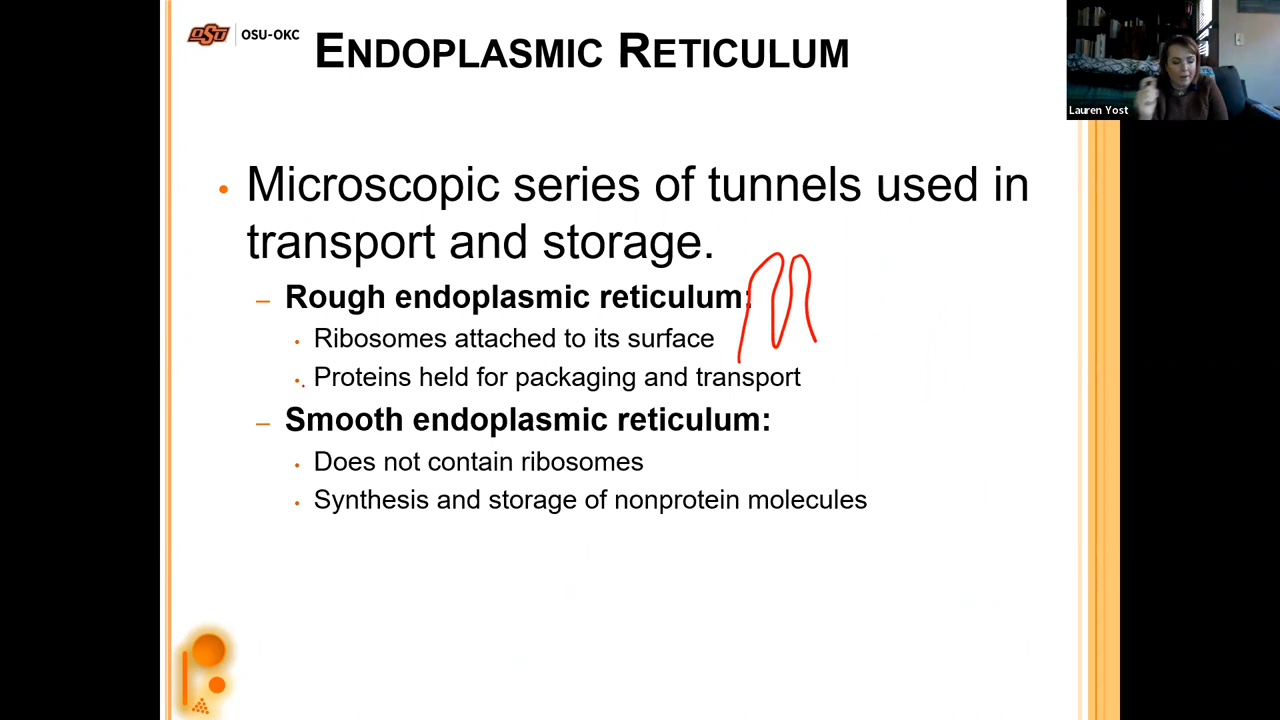 OSU OSU-OKC
ENDOPLASMIC RETICULUM
Lauren Yost
• Microscopic series of tunnels used in
transport and storage.
– Rough endoplasmic reticulum:
• Ribosomes attached to its surface
• Proteins held for packaging and transport
– Smooth endoplasmic reticulum:
• Does not contain ribosomes
• Synthesis and storage of nonprotein molecules